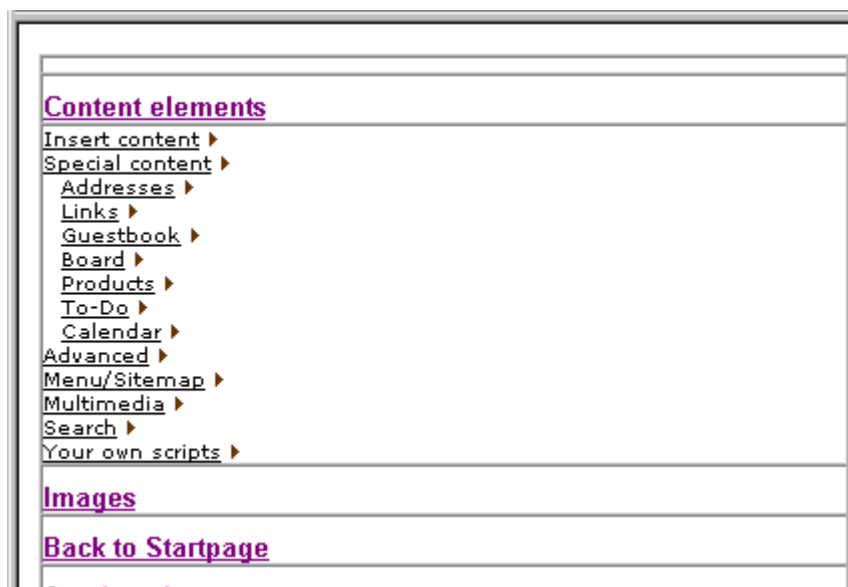 Content elements
Insert content
Special content
Addresses
Links
Guestbook
Board
Products
To-Do
Calendar
Advanced
Menu/Sitemap
Multimedia
Search
Your own scripts
Images
Back to Startpage